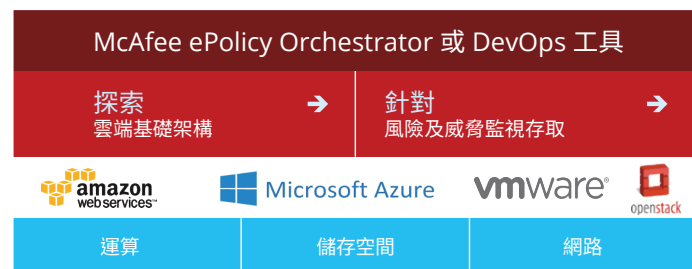 McAfee ePolicy Orchestrator 或 DevOps 工具
探索
雲端基礎架構
針對
風險及威脅監視存取
amazon
webservices™
Microsoft Azure
vmware®
openstack
運算
儲存空間
網路